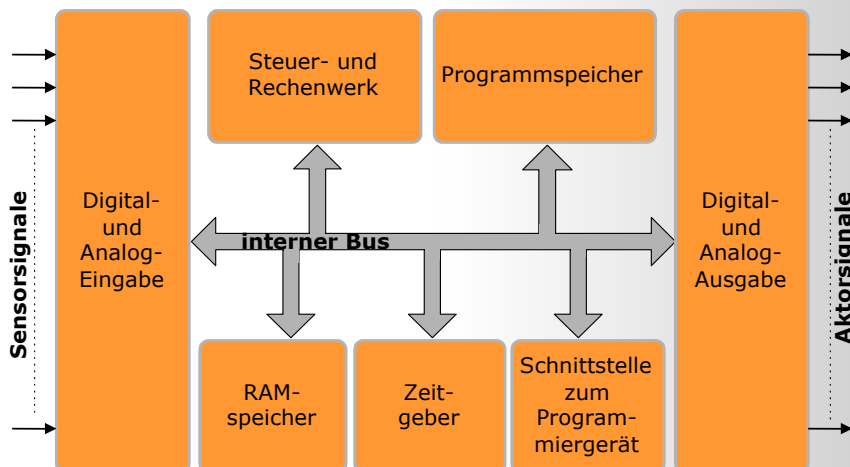 Sensorsignale
Digital-
und
Analog-
Eingabe
Steuer- und
Rechenwerk
Programmspeicher
interner Bus
RAM-
speicher
Zeit-
geber
Schnittstelle
zum
Program-
miergerät
Digital-
und
Analog-
Ausgabe
Aktorsignale